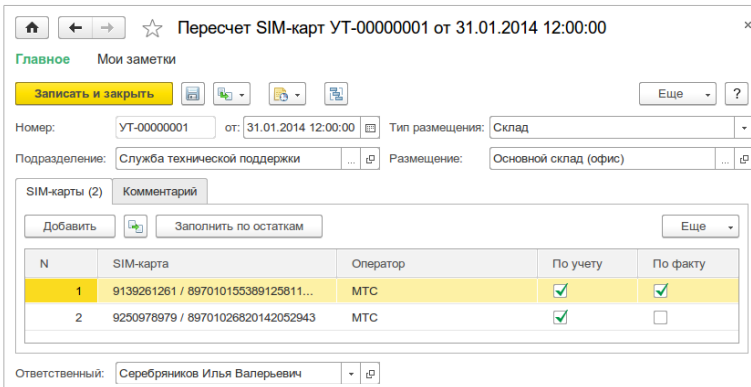 Пересчет SIM-карт УТ-00000001 от 31.01.2014 12:00:00
Главное Мои заметки
Записать и закрыть Еще ?
Номер: УТ-00000001 от: 31.01.2014 12:00:00 Тип размещения: Склад
Подразделение: Служба технической поддержки ... Размещение: Основной склад (офис) ...
SIM-карты (2) Комментарий
Добавить Заполнить по остаткам Еще
N SIM-карта Оператор По учету По факту
1 9139261261 / 897010155389125811... МТС
2 9250978979 / 89701026820142052943 МТС
Ответственный: Серебряников Илья Валерьевич